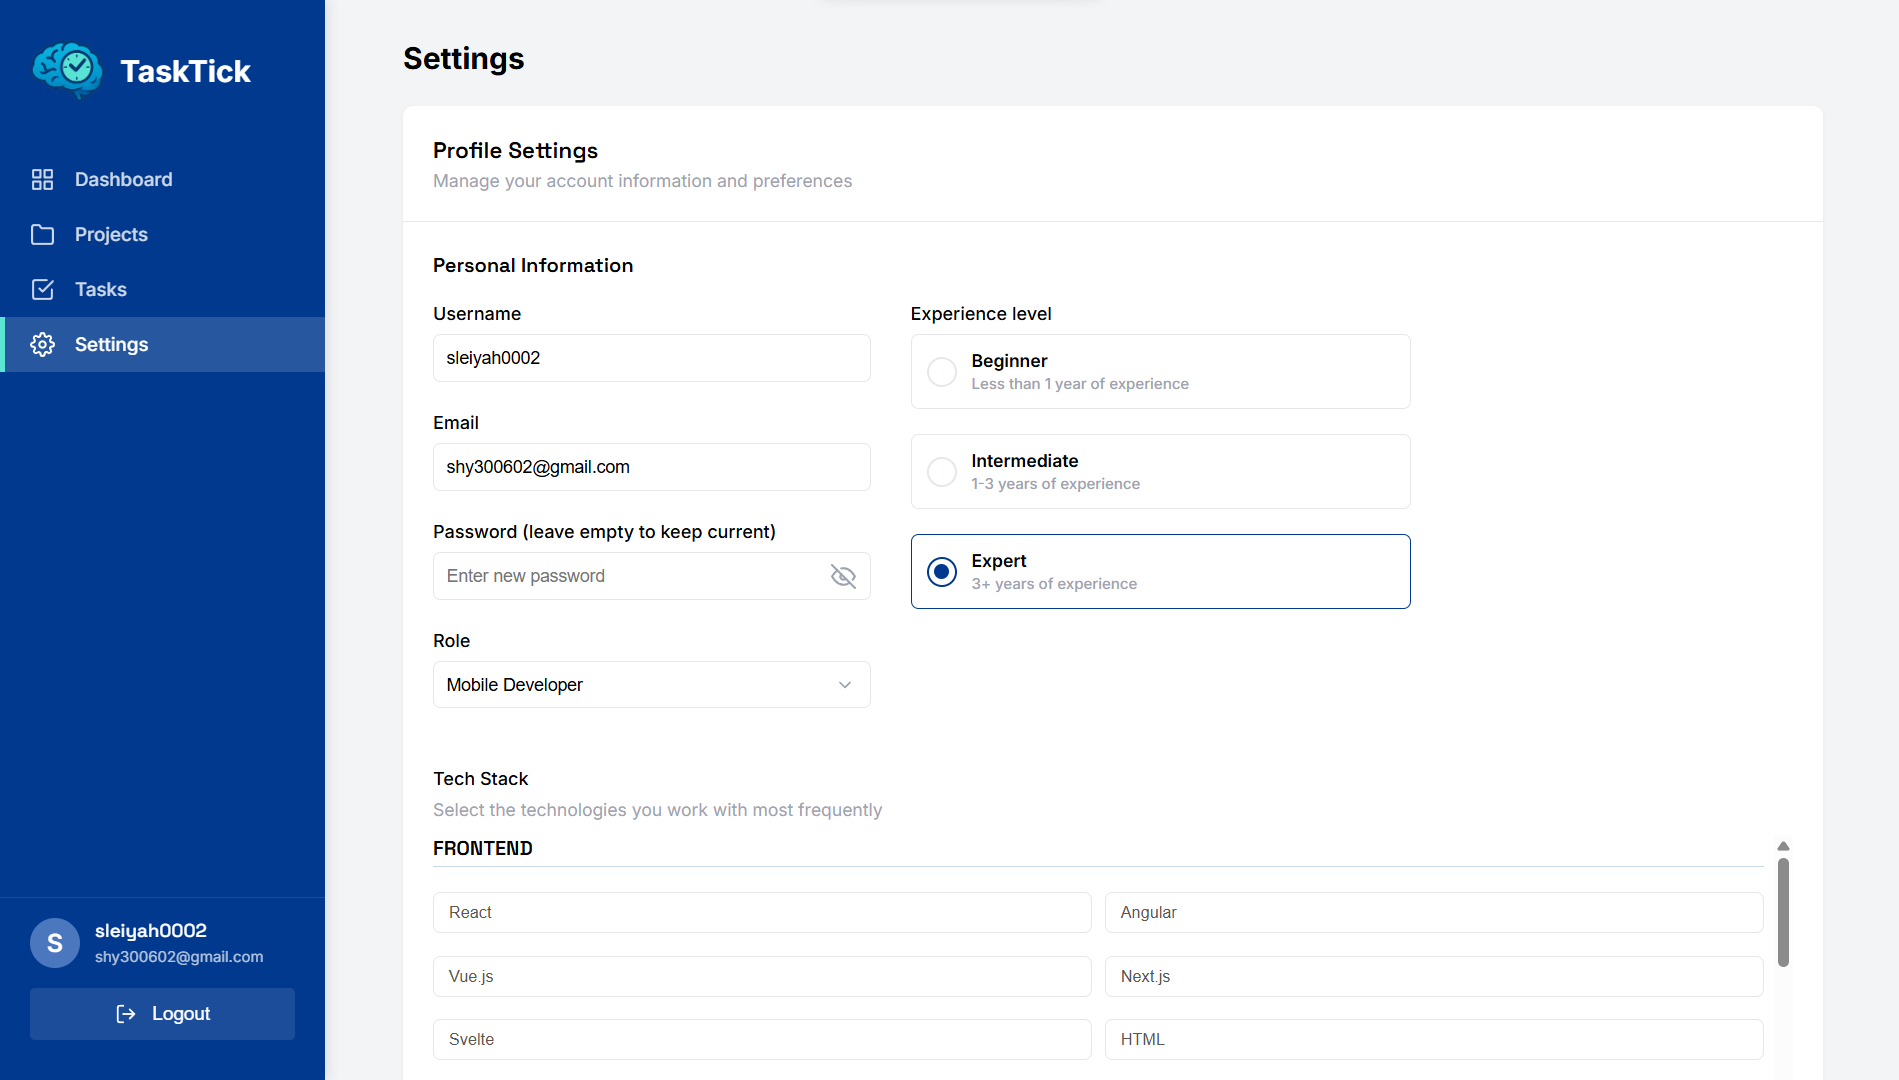 TaskTick
Dashboard
Projects
Tasks
Settings
sleiyah0002
S
shy300602@gmail.com
Logout
Settings
Profile Settings
Manage your account information and preferences
Personal Information
Username
sleiyah0002
Email
shy300602@gmail.com
Password (leave empty to keep current)
Enter new password
Role
Mobile Developer
Experience level
Beginner
Less than 1 year of experience
Intermediate
1-3 years of experience
Expert
3+ years of experience
Tech Stack
Select the technologies you work with most frequently
FRONTEND
React
Angular
Vue.js
Next.js
Svelte
HTML